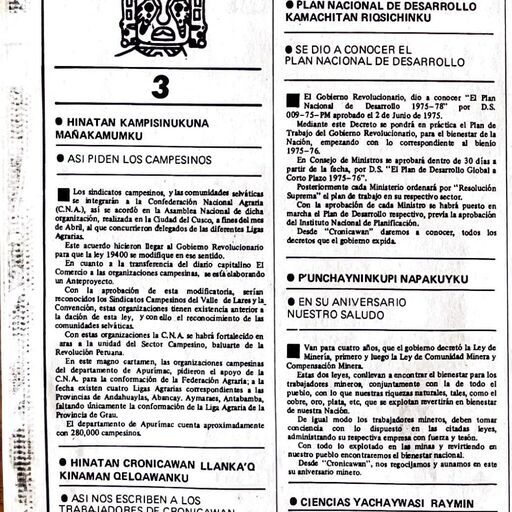 3
● HINATAN KAMPISINUKUNA
MAÑAKAMUMKU
● ASI PIDEN LOS CAMPESINOS
Los sindicatos campesinos, y las comunidades selváticas
se integrarán a la Confederación Nacional Agraria
(C.N.A.), así se acordó en la Asamblea Nacional de dicha
organización, realizada en la Ciudad del Cusco, a fines del mes
de Abril, al que concurrieron delegados de las diferentes Ligas
Agrarias.
Este acuerdo hicieron llegar al Gobierno Revolucionario
para que la ley 19400 se modifique en ese sentido.
En cuanto a la transferencia del diario capitalino El
Comercio a las organizaciones campesinas, se está elaborando
un Anteproyecto.
Con la aprobación de esta modificatoria, serían
reconocidos los Sindicatos Campesinos del Valle de Lares y la
Convención, estas organizaciones tienen existencia anterior a
la dación de esta ley, y con ello el reconocimiento de las
comunidades selváticas.
Con estas organizaciones la C.N.A. se habrá fortalecido en
aras a la unidad del Sector Campesino, baluarte de la
Revolución Peruana.
En este magno cartamen, las organizaciones campesinas
del departamento de Apurímac, pidieron el apoyo de la
C.N.A. para la conformación de la Federación Agraria; a la
fecha existen cuatro Ligas Agrarias correspondientes a las
Provincias de Andahuaylas, Abancay, Aymaraes, Antabamba,
faltando únicamente la conformación de la Liga Agraria de la
Provincia de Grau.
El departamento de Apurímac cuenta aproximadamente
con 280,000 campesinos.
● HINATAN CRONICAWAN LLANKA'Q
KINAMAN QELQAWANKU
● ASI NOS ESCRIBEN A LOS
TRABAJADORES DE CRONICAWAN
● PLAN NACIONAL DE DESARROLLO
KAMACHITAN RIQSICHINKU
● SE DIO A CONOCER EL
PLAN NACIONAL DE DESARROLLO
El Gobierno Revolucionario, dio a conocer "El Plan
Nacional de Desarrollo 1975-78" por D.S.
009-75-PM aprobado el 2 de Junio de 1975.
Mediante este Decreto se pondrá en práctica el Plan de
Trabajo del Gobierno Revolucionario, para el bienestar de la
Nación, empezando con lo correspondiente al bienio
1975-76.
En Consejo de Ministros se aprobará dentro de 30 días a
partir de la fecha, por D.S. "El Plan de Desarrollo Global a
Corto Plazo 1975-76".
Posteriormente cada Ministerio ordenará por "Resolución
Suprema" el plan de trabajo en su respectivo sector.
Con la aprobación de cada Ministro se habrá puesto en
marcha el Plan de Desarrollo respectivo, previa la aprobación
del Instituto Nacional de Planificación.
Desde "Cronicawan" daremos a conocer, todos los
decretos que el gobierno expida.
● P'UNCHAYNINKUPI NAPAKUYKU
● EN SU ANIVERSARIO
NUESTRO SALUDO
Van para cuatro años, que el gobierno decretó la Ley de
Minería, primero y luego la Ley de Comunidad Minera y
Compensación Minera.
Estas dos leyes, conllevan a encontrar el bienestar para los
trabajadores mineros, conjuntamente con la de todo el
pueblo, con lo que nuestras riquezas naturales, tales, como el
cobre, oro, plata, etc, que se explotan revertirán en bienestar
de nuestra Nación.
De igual modo los trabajadores mineros, deben tomar
conciencia con lo dispuesto en las citadas leyes,
administrando su respectiva empresa con fuerza y tesón.
Con todo lo explotado en las minas y revirtiendo en
nuestro pueblo encontraremos el bienestar nacional.
Desde "Cronicawan", nos regocijamos y aunamos en este
su aniversario minero.
● CIENCIAS YACHAYWASI RAYMIN